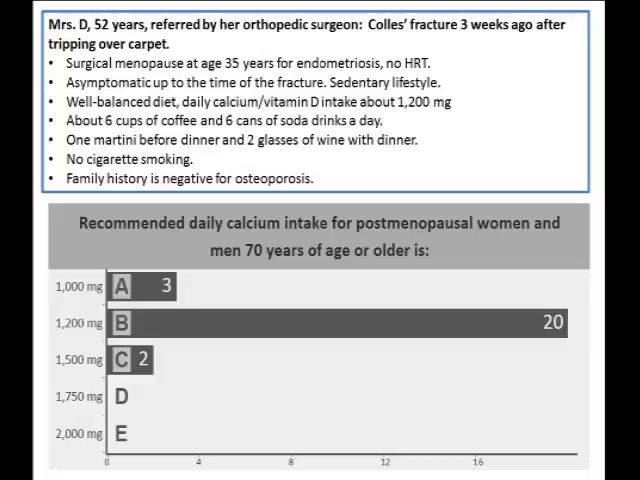 Mrs. D, 52 years, referred by her orthopedic surgeon:  Colles' fracture 3 weeks ago after
tripping over carpet.
• Surgical menopause at age 35 years for endometriosis, no HRT.
• Asymptomatic up to the time of the fracture. Sedentary lifestyle.
• Well-balanced diet, daily calcium/vitamin D intake about 1,200 mg
• About 6 cups of coffee and 6 cans of soda drinks a day.
• One martini before dinner and 2 glasses of wine with dinner.
• No cigarette smoking.
• Family history is negative for osteoporosis.
Recommended daily calcium intake for postmenopausal women and
men 70 years of age or older is:
1,000 mg A 3
1,200 mg B 20
1,500 mg C 2
1,750 mg D
2,000 mg E
0 4 8 12 16